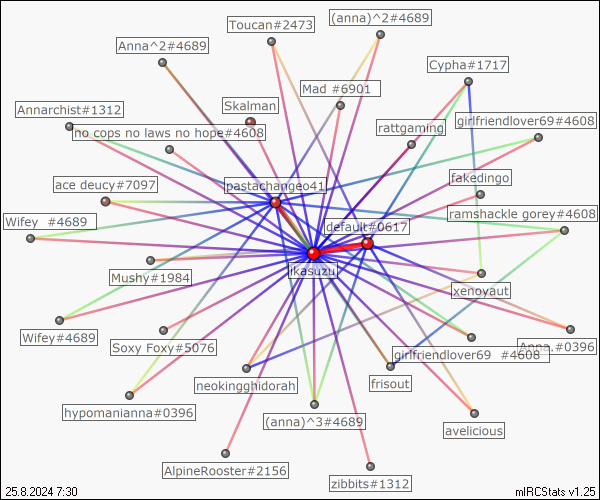 Toucan#2473
(anna)^2#4689
Anna^2#4689
Cypha#1717
Mad #6901
Annarchist#1312
Skalman
girlfriendlover69#4608
no cops no laws no hope#4608
rattgaming
ace deucy#7097
pastachange041
fakedingo
Wifey #4689
default#0617
ramshackle gorey#4608
Mushy#1984
ikasuzu
xenoyaut
Wifey#4689
Soxy Foxy#5076
girlfriendlover69 #4608
Anna.#0396
neokingghidorah
frisout
hypomanianna#0396
(anna)^3#4689
avelicious
AlpineRooster#2156
zibbits#1312
25.8.2024 7:30
mIRCStats v1.25